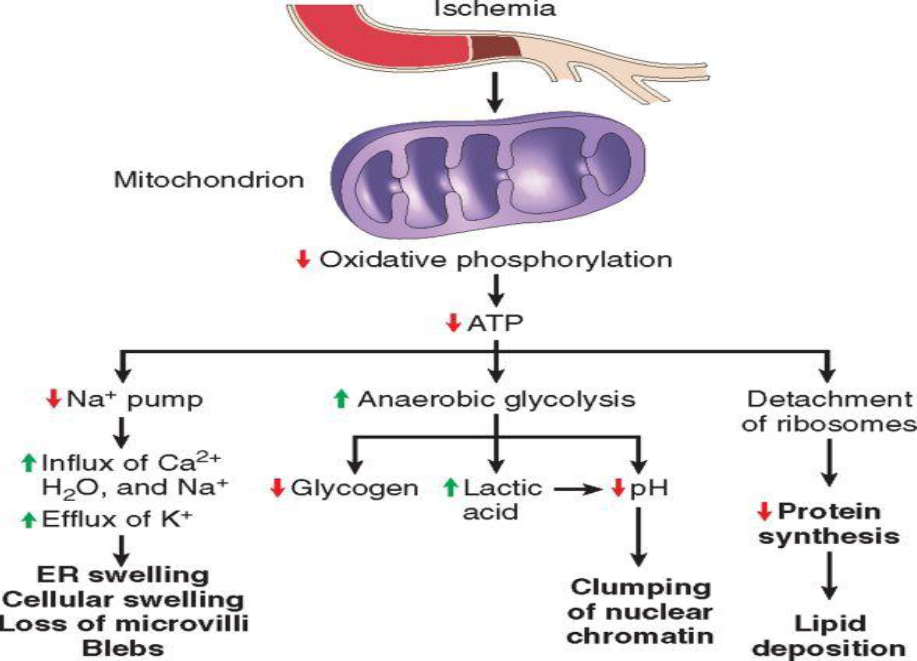 Ischemia
Mitochondrion
Oxidative phosphorylation
ATP
Na⁺ pump
Influx of Ca²⁺
H₂O, and Na⁺
Efflux of K⁺
ER swelling
Cellular swelling
Loss of microvilli
Blebs
Anaerobic glycolysis
Glycogen
Lactic
acid
pH
Clumping
of nuclear
chromatin
Detachment
of ribosomes
Protein
synthesis
Lipid
deposition